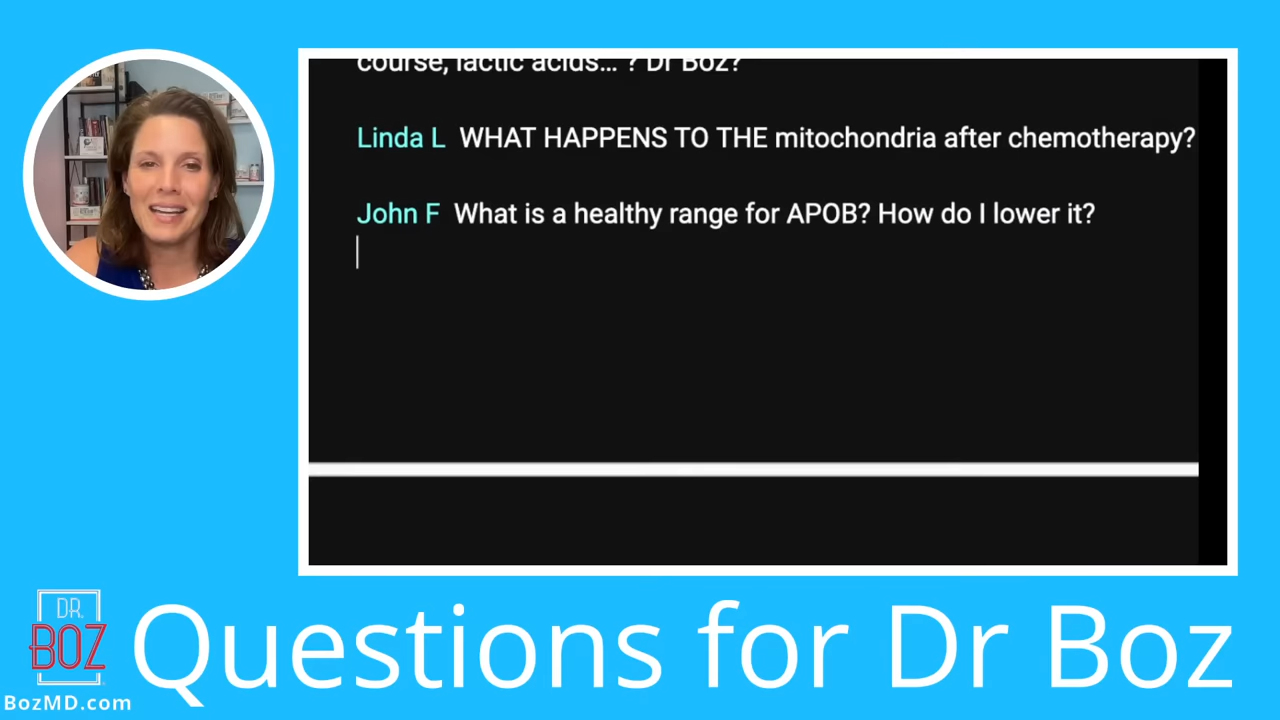 course, lactic acids... ? Dr Boz?
Linda L WHAT HAPPENS TO THE mitochondria after chemotherapy?
John F What is a healthy range for APOB? How do I lower it?
DR.
BOZ
Questions for Dr Boz
BozMD.com